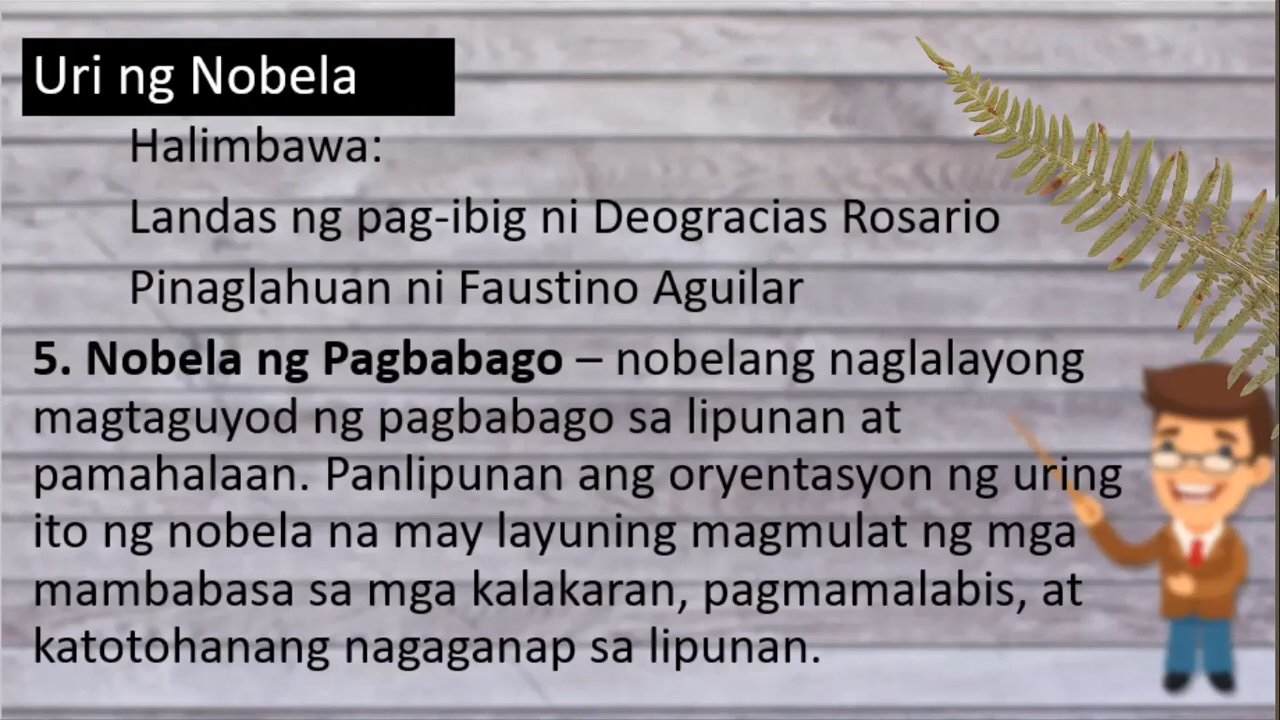 Uri ng Nobela
Halimbawa:
Landas ng pag-ibig ni Deogracias Rosario
Pinaglahuan ni Faustino Aguilar
5. Nobela ng Pagbabago – nobelang naglalayong
magtaguyod ng pagbabago sa lipunan at
pamahalaan. Panlipunan ang oryentasyon ng uring
ito ng nobela na may layuning magmulat ng mga
mambabasa sa mga kalakaran, pagmamalabis, at
katotohanang nagaganap sa lipunan.